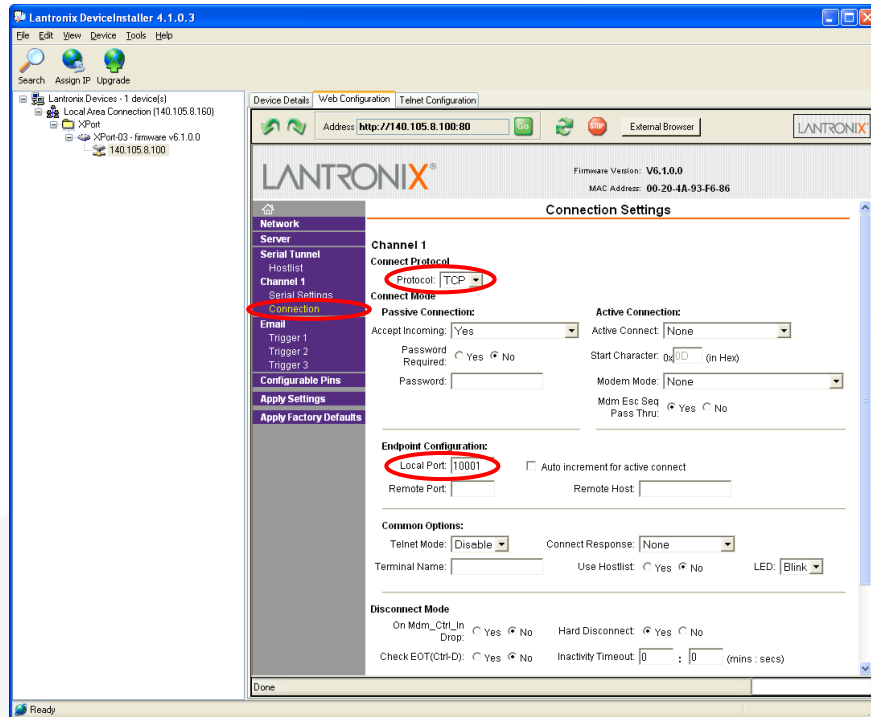 Lantronix DeviceInstaller 4.1.0.3
File Edit View Device Tools Help
Search Assign IP Upgrade
Lantronix Devices - 1 device(s)
Local Area Connection (140.105.8.160)
XPort
XPort-03 - firmware v6.1.0.0
140.105.8.100
Device Details Web Configuration Telnet Configuration
Address http://140.105.8.100:80 Go STOP External Browser LANTRONIX
LANTRONIX®
Firmware Version: V6.1.0.0
MAC Address: 00-20-4A-93-F6-86
Network
Server
Serial Tunnel
Hostlist
Channel 1
Serial Settings
Connection
Email
Trigger 1
Trigger 2
Trigger 3
Configurable Pins
Apply Settings
Apply Factory Defaults
Connection Settings
Channel 1
Connect Protocol
Protocol: TCP
Connect Mode
Passive Connection: Active Connection:
Accept Incoming: Yes Active Connect: None
Password Required: Yes No Start Character: 0x 0D (in Hex)
Password: Modem Mode: None
Mdm Esc Seq Pass Thru: Yes No
Endpoint Configuration:
Local Port: 10001 Auto increment for active connect
Remote Port: Remote Host:
Common Options:
Telnet Mode: Disable Connect Response: None
Terminal Name: Use Hostlist: Yes No LED: Blink
Disconnect Mode
On Mdm_Ctrl_In Drop: Yes No Hard Disconnect: Yes No
Check EOT(Ctrl-D): Yes No Inactivity Timeout: 0 : 0 (mins : secs)
Done
Ready